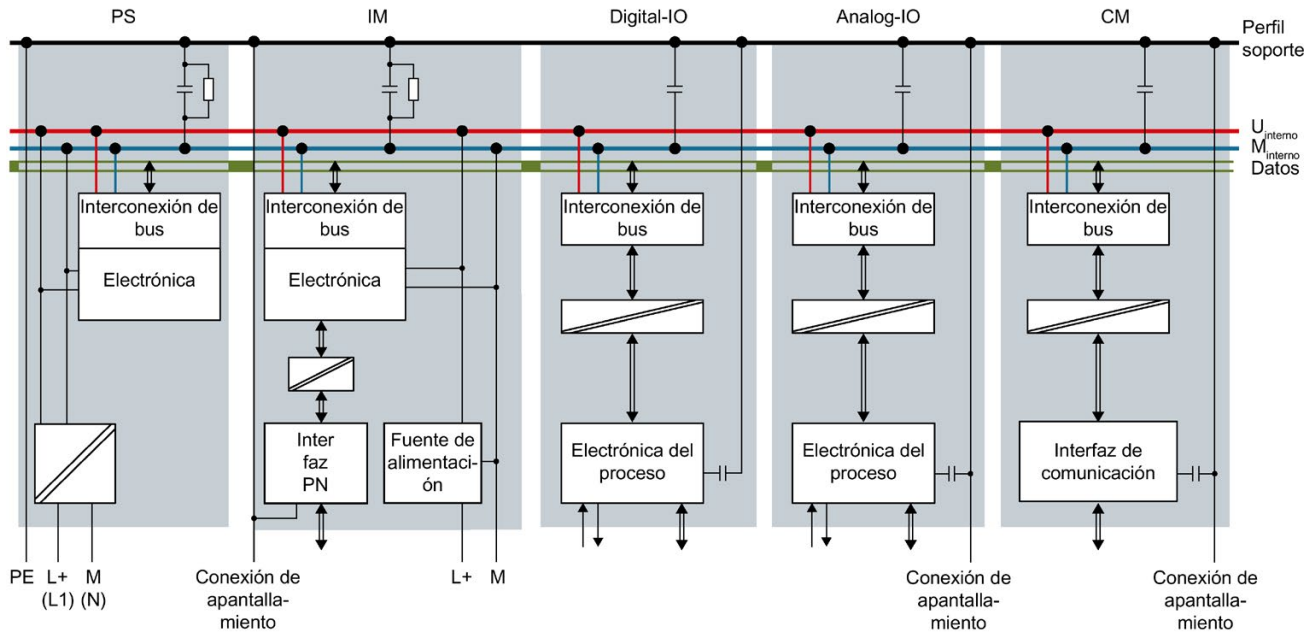 PS
IM
Digital-IO
Analog-IO
CM
Perfil
soporte
Uinterno
Minterno
Datos
Interconexión de
bus
Electrónica
Interconexión de
bus
Electrónica
Interconexión de
bus
Interconexión de
bus
Interconexión de
bus
Inter
faz
PN
Fuente de
alimentaci-
ón
Electrónica del
proceso
Electrónica del
proceso
Interfaz de
comunicación
PE
L+
(L1)
M
(N)
Conexión de
apantalla-
miento
L+
M
Conexión de
apantalla-
miento
Conexión de
apantalla-
miento